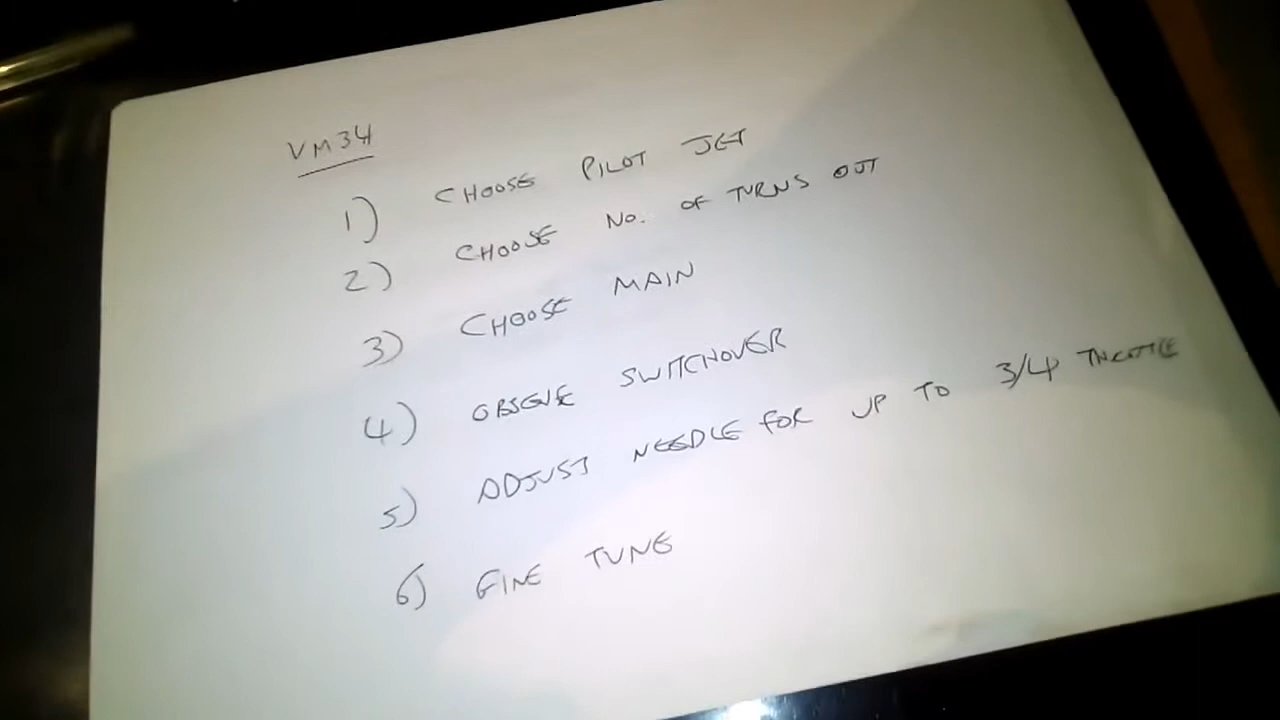 VM34
1) CHOOSE PILOT JET
2) CHOOSE No. OF TURNS OUT
3) CHOOSE MAIN
4) OBSERVE SWITCHOVER
5) ADJUST NEEDLE FOR UP TO 3/4 THROTTLE
6) FINE TUNE